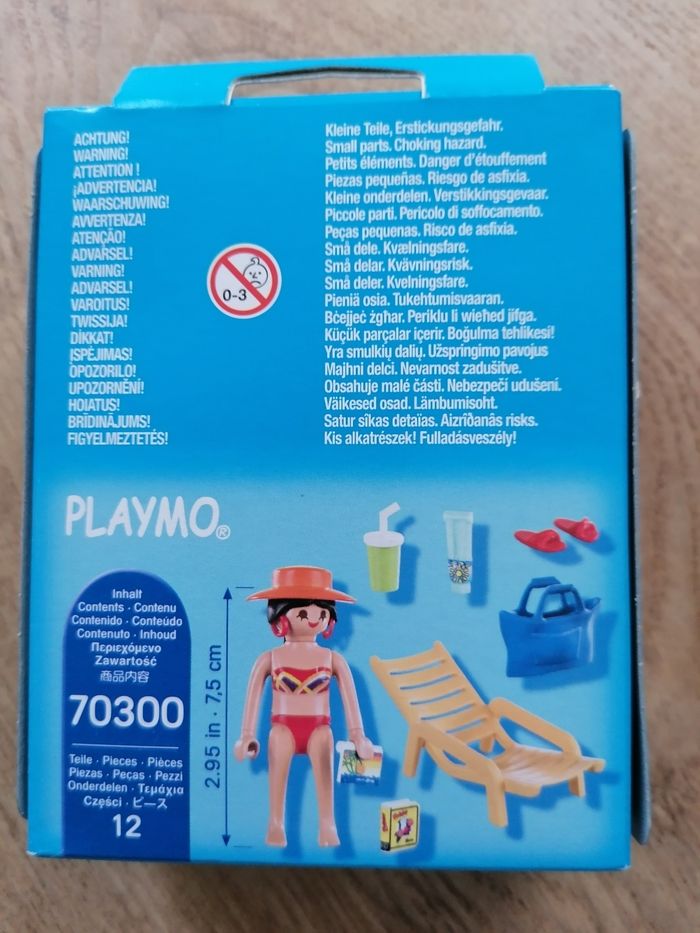 ACHTUNG!
WARNING!
ATTENTION !
¡ADVERTENCIA!
WAARSCHUWING!
AVVERTENZA!
ATENÇÃO!
ADVARSEL!
VARNING!
ADVARSEL!
VAROITUS!
TWISSIJA!
DİKKAT!
ĮSPĖJIMAS!
OPOZORILO!
UPOZORNĚNÍ!
HOIATUS!
BRĪDINĀJUMS!
FIGYELMEZTETÉS!
0-3
Kleine Teile, Erstickungsgefahr.
Small parts. Choking hazard.
Petits éléments. Danger d'étouffement
Piezas pequeñas. Riesgo de asfixia.
Kleine onderdelen. Verstikkingsgevaar.
Piccole parti. Pericolo di soffocamento.
Peças pequenas. Risco de asfixia.
Små dele. Kvælningsfare.
Små delar. Kvävningsrisk.
Små deler. Kvelningsfare.
Pieniä osia. Tukehtumisvaaran.
Bċejjeċ żgħar. Periklu li wieħed jifga.
Küçük parçalar içerir. Boğulma tehlikesi!
Yra smulkių dalių. Užspringimo pavojus
Majhni delci. Nevarnost zadušitve.
Obsahuje malé části. Nebezpečí udušení.
Väikesed osad. Lämbumisoht.
Satur sīkas detaīas. Aizrīšanās risks.
Kis alkatrészek! Fulladásveszély!
PLAYMO®
Inhalt
Contents · Contenu
Contenido · Conteúdo
Contenuto · Inhoud
Περιεχόμενο
Zawartość
商品内容
70300
Teile · Pieces · Pièces
Piezas · Peças · Pezzi
Onderdelen · Τεμάχια
Części · ピース
12
2.95 in · 7,5 cm